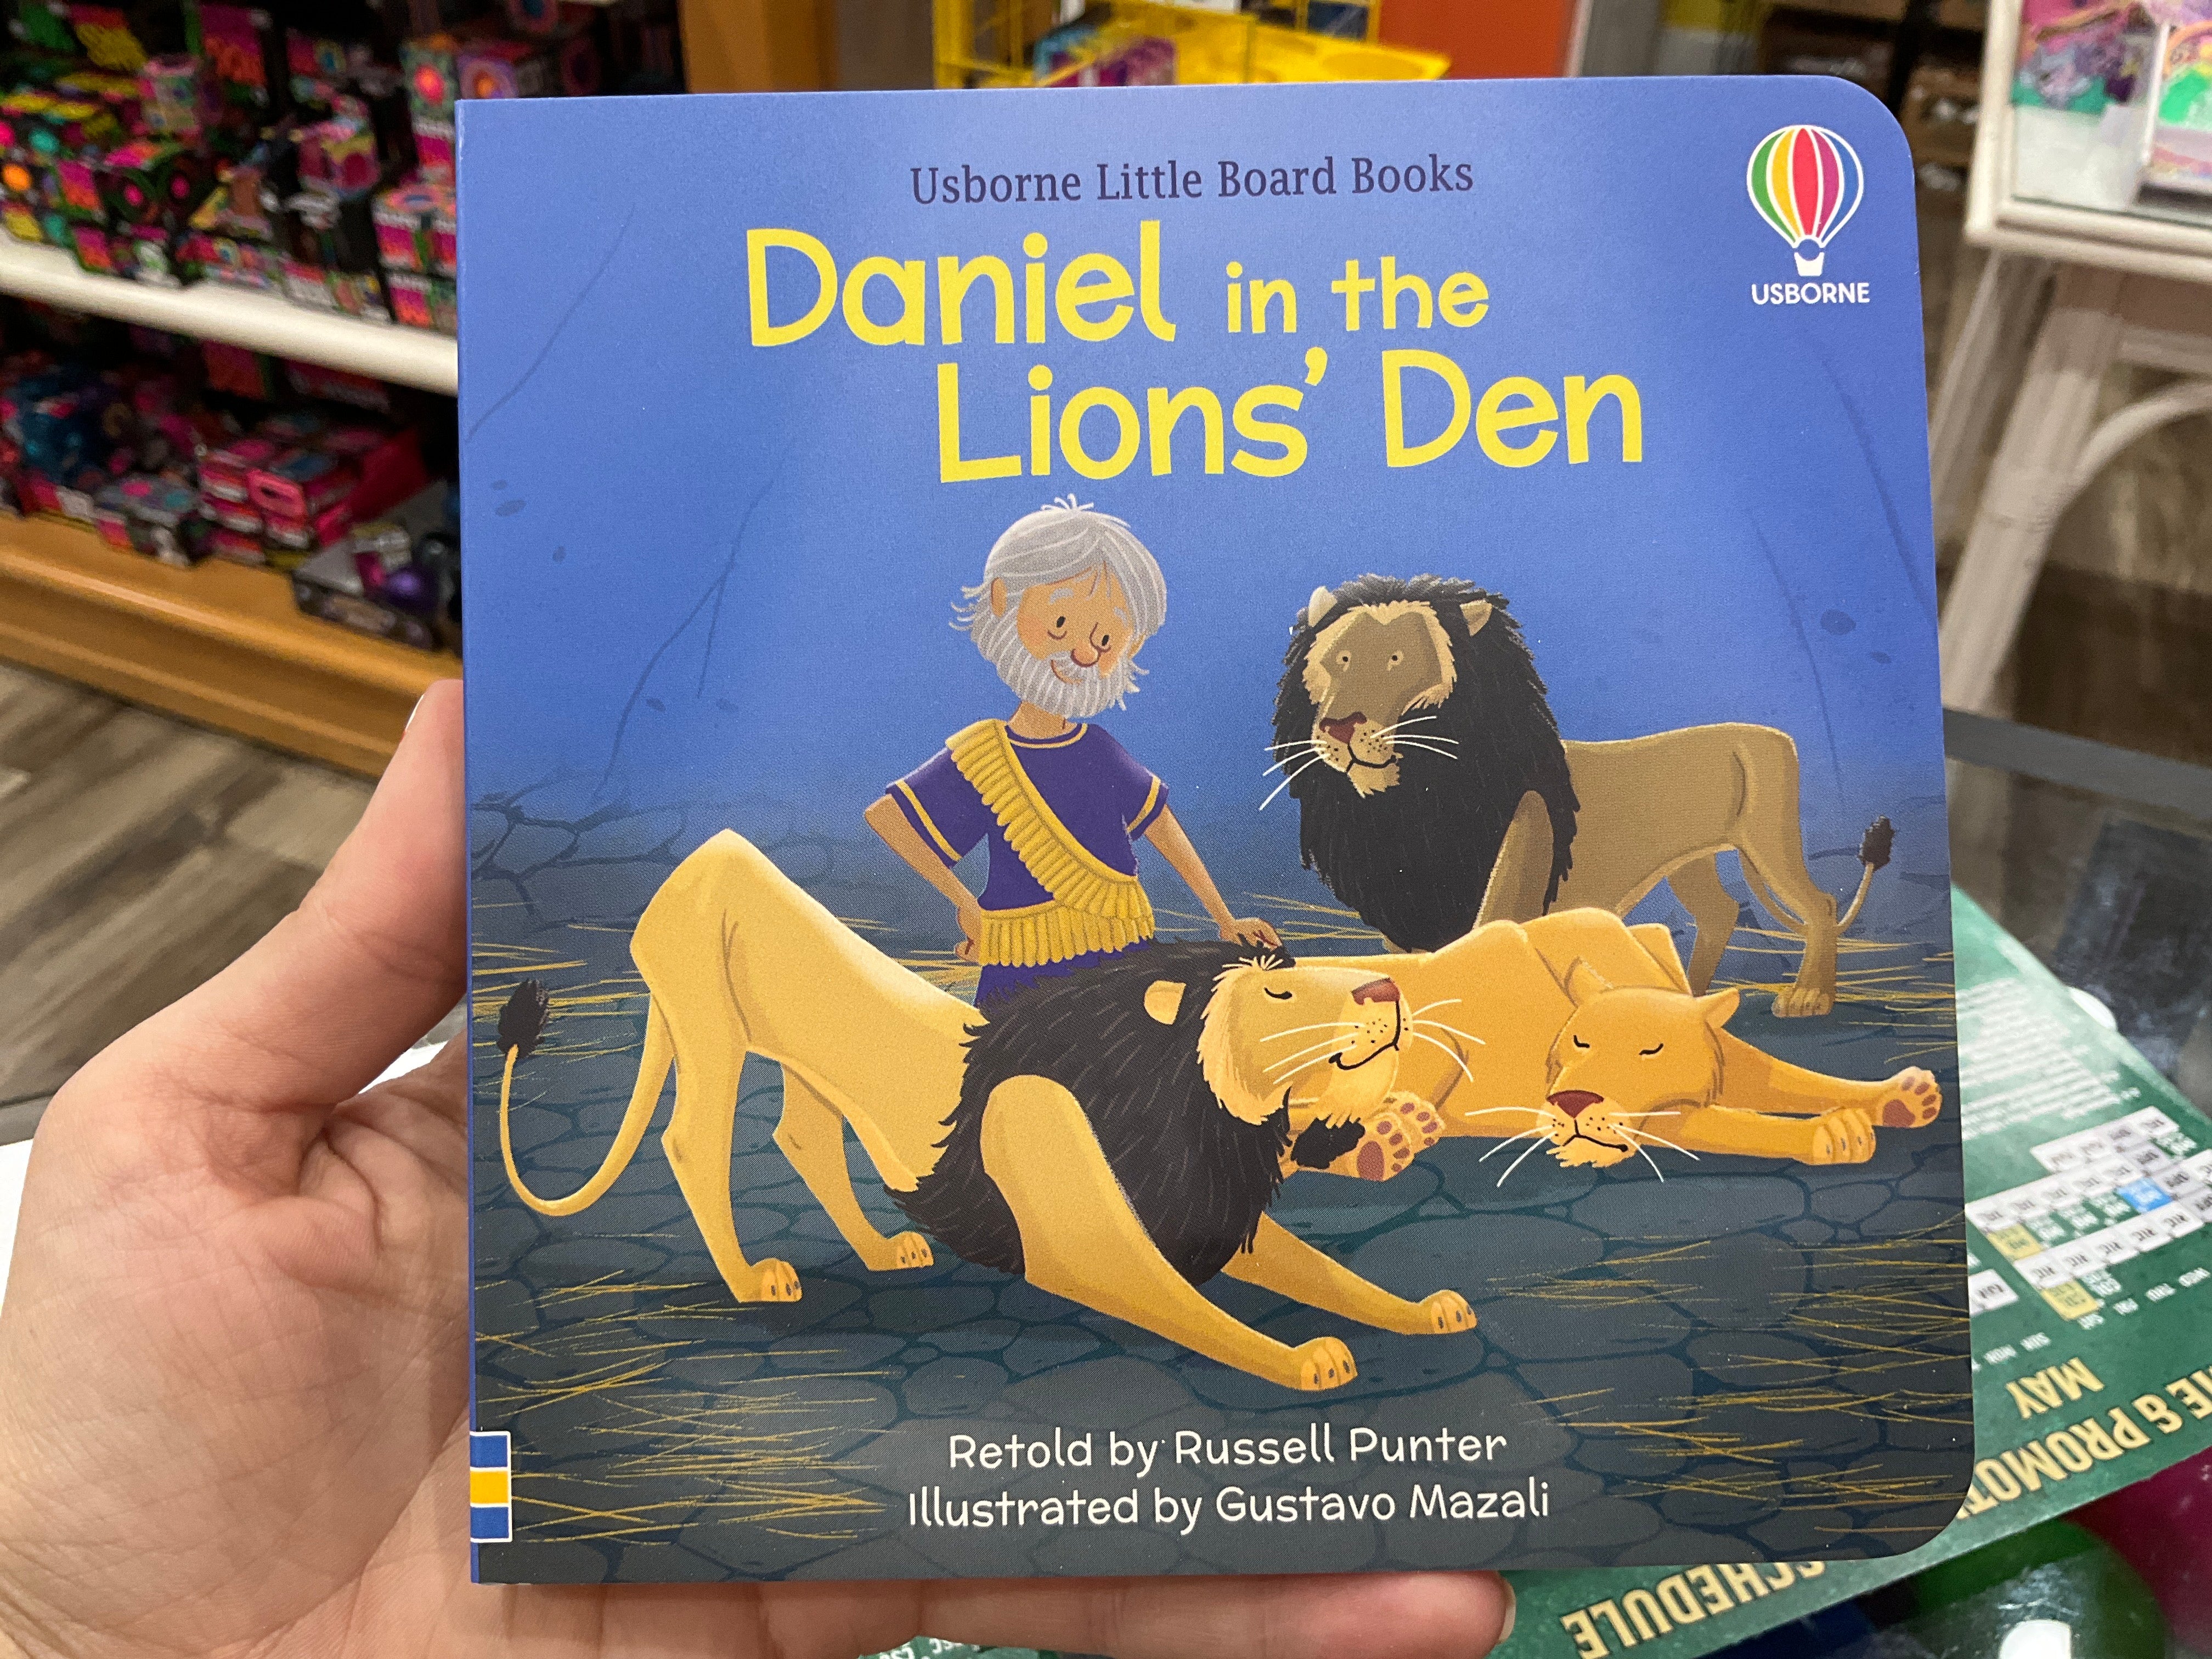 Usborne Little Board Books
Daniel in the
Lions' Den
USBORNE
Retold by Russell Punter
Illustrated by Gustavo Mazali
MAY
SCHEDULE